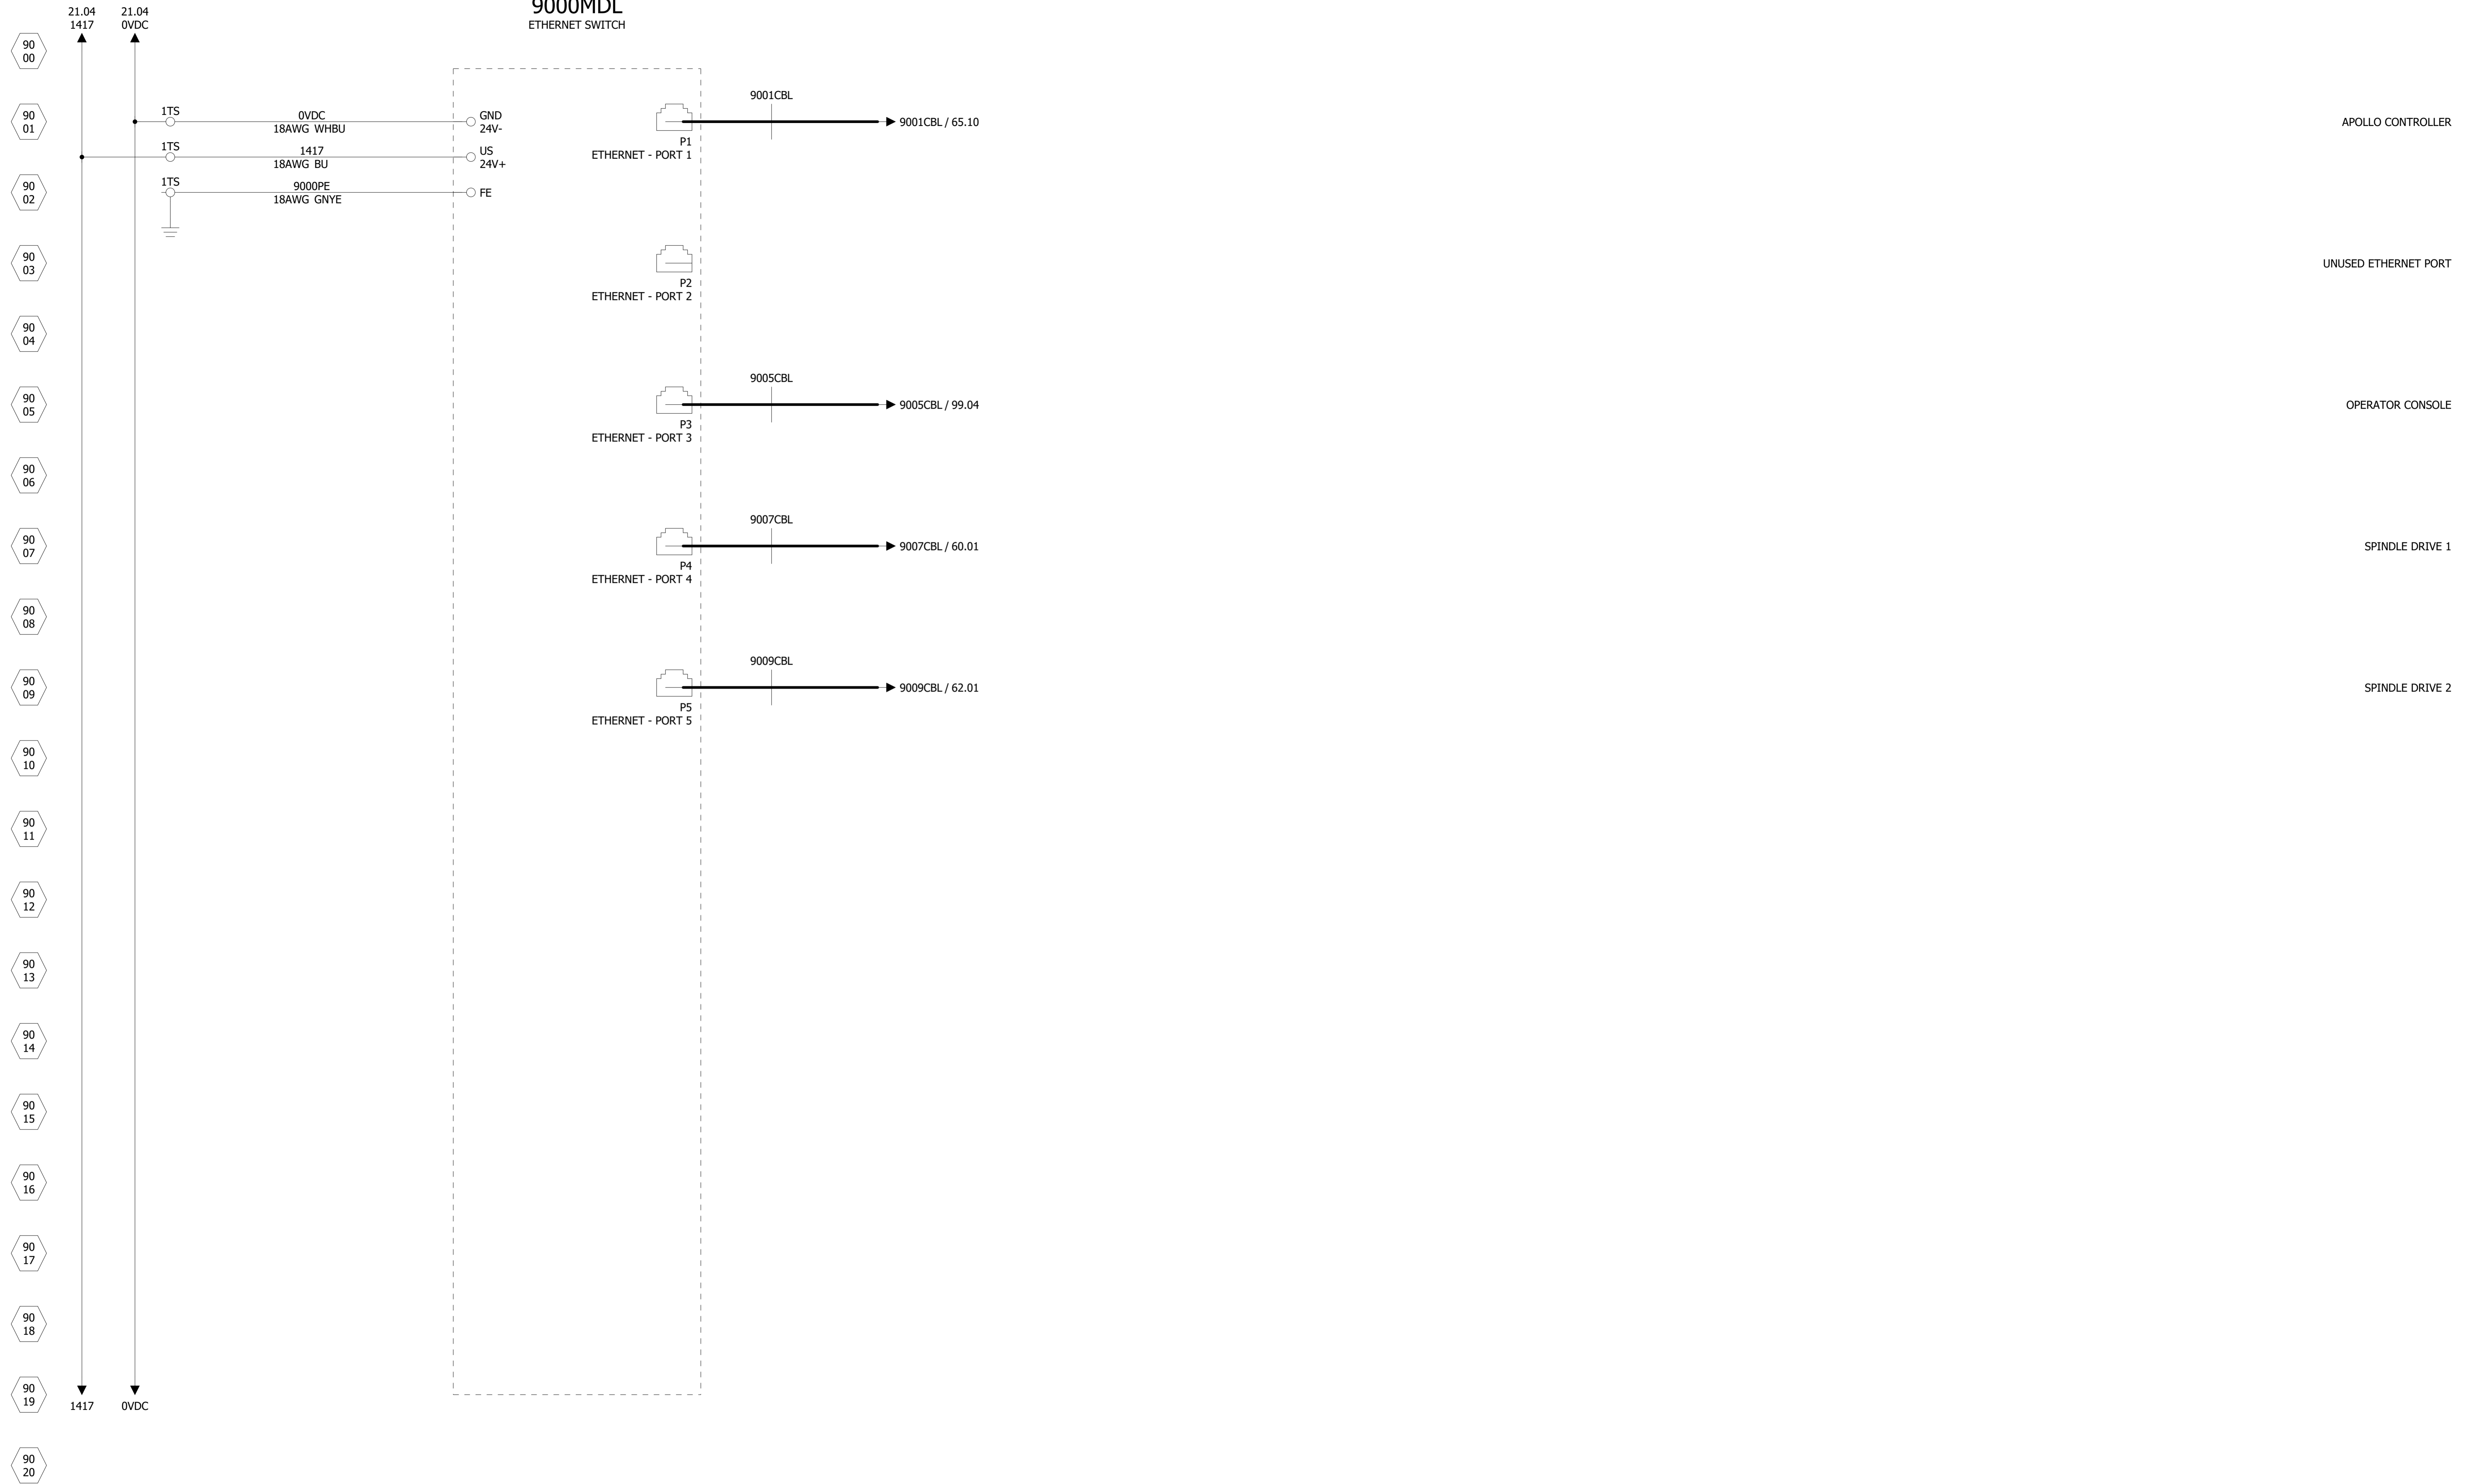 9000MDL
ETHERNET SWITCH
21.04
1417
21.04
0VDC
90
00
90
01
1TS
0VDC
18AWG WHBU
GND
24V-
9001CBL
9001CBL / 65.10
APOLLO CONTROLLER
P1
ETHERNET - PORT 1
1TS
1417
18AWG BU
US
24V+
90
02
1TS
9000PE
18AWG GNYE
FE
90
03
P2
ETHERNET - PORT 2
UNUSED ETHERNET PORT
90
04
90
05
9005CBL
9005CBL / 99.04
OPERATOR CONSOLE
P3
ETHERNET - PORT 3
90
06
90
07
9007CBL
9007CBL / 60.01
SPINDLE DRIVE 1
P4
ETHERNET - PORT 4
90
08
90
09
9009CBL
9009CBL / 62.01
SPINDLE DRIVE 2
P5
ETHERNET - PORT 5
90
10
90
11
90
12
90
13
90
14
90
15
90
16
90
17
90
18
90
19
1417
0VDC
90
20